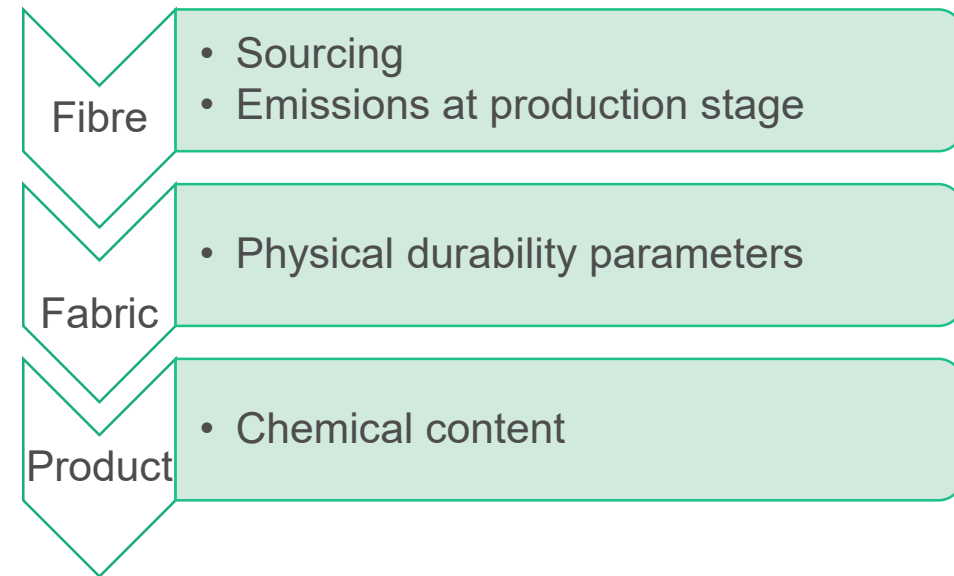 Fibre
• Sourcing
• Emissions at production stage
Fabric
• Physical durability parameters
Product
• Chemical content